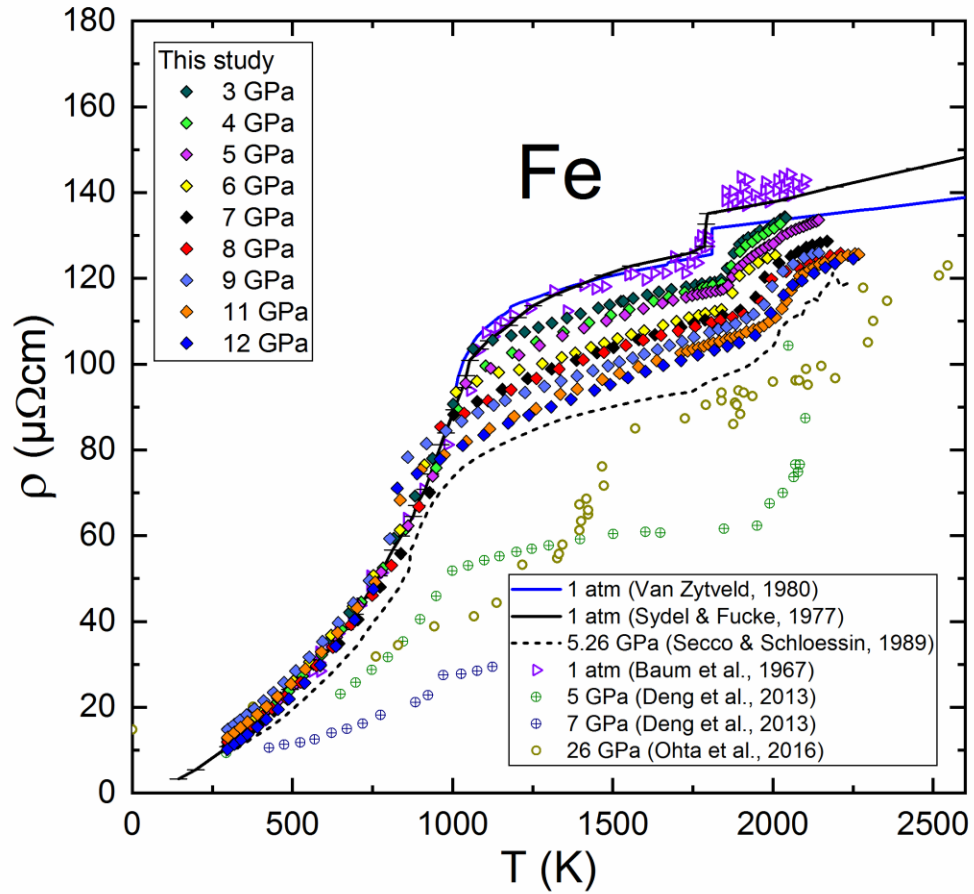 180
160
140
120
100
80
60
40
20
0
ρ (μΩcm)
This study
3 GPa
4 GPa
5 GPa
6 GPa
7 GPa
8 GPa
9 GPa
11 GPa
12 GPa
Fe
1 atm (Van Zytveld, 1980)
1 atm (Sydel & Fucke, 1977)
5.26 GPa (Secco & Schloessin, 1989)
1 atm (Baum et al., 1967)
5 GPa (Deng et al., 2013)
7 GPa (Deng et al., 2013)
26 GPa (Ohta et al., 2016)
0 500 1000 1500 2000 2500
T (K)